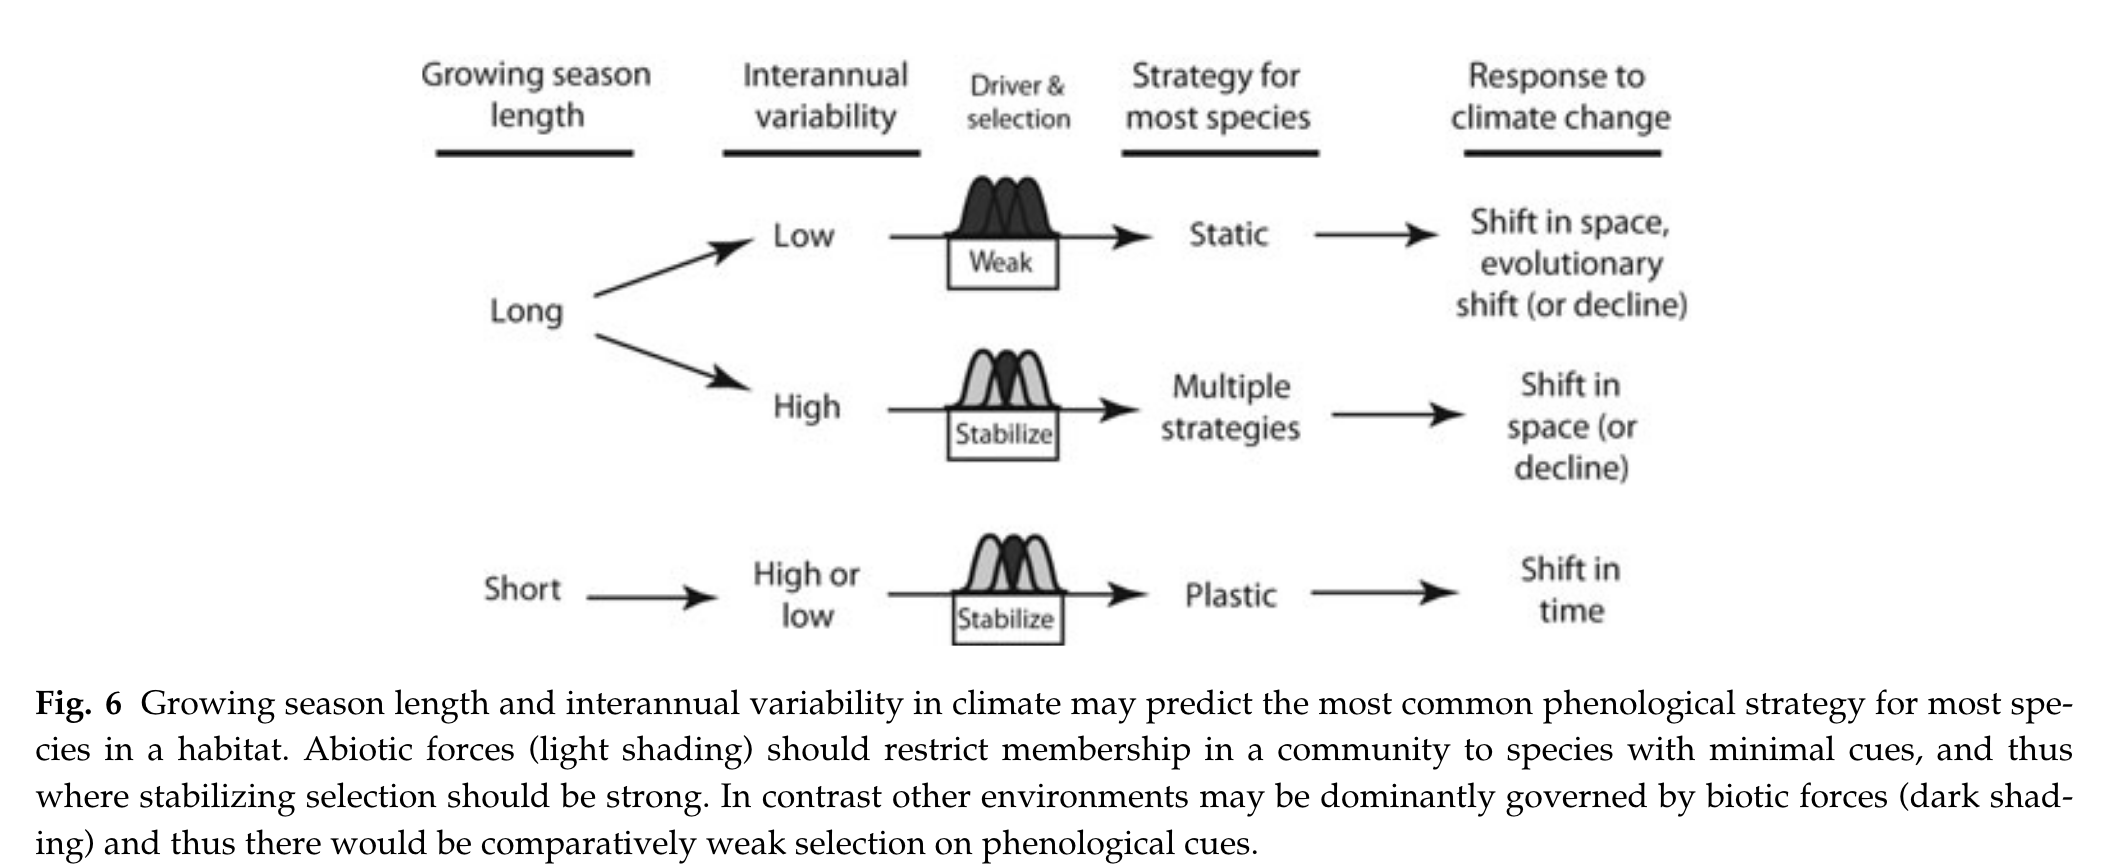 Growing season
length
Interannual
variability
Driver &
selection
Strategy for
most species
Response to
climate change
Long
Low
Weak
Static
Shift in space,
evolutionary
shift (or decline)
High
Stabilize
Multiple
strategies
Shift in
space (or
decline)
Short
High or
low
Stabilize
Plastic
Shift in
time
Fig. 6 Growing season length and interannual variability in climate may predict the most common phenological strategy for most spe-
cies in a habitat. Abiotic forces (light shading) should restrict membership in a community to species with minimal cues, and thus
where stabilizing selection should be strong. In contrast other environments may be dominantly governed by biotic forces (dark shad-
ing) and thus there would be comparatively weak selection on phenological cues.